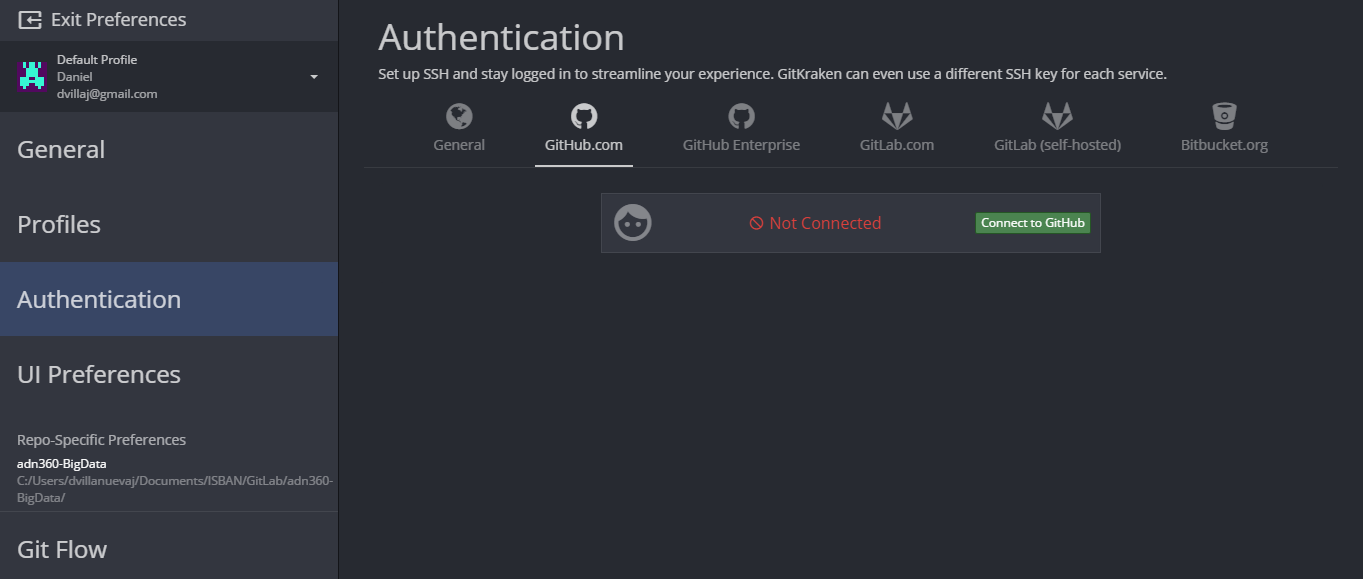 Exit Preferences
Default Profile
Daniel
dvillaj@gmail.com
General
Profiles
Authentication
UI Preferences
Repo-Specific Preferences
adn360-BigData
C:/Users/dvillanuevaj/Documents/ISBAN/GitLab/adn360-
BigData/
Git Flow
Authentication
Set up SSH and stay logged in to streamline your experience. GitKraken can even use a different SSH key for each service.
General
GitHub.com
GitHub Enterprise
GitLab.com
GitLab (self-hosted)
Bitbucket.org
Not Connected
Connect to GitHub